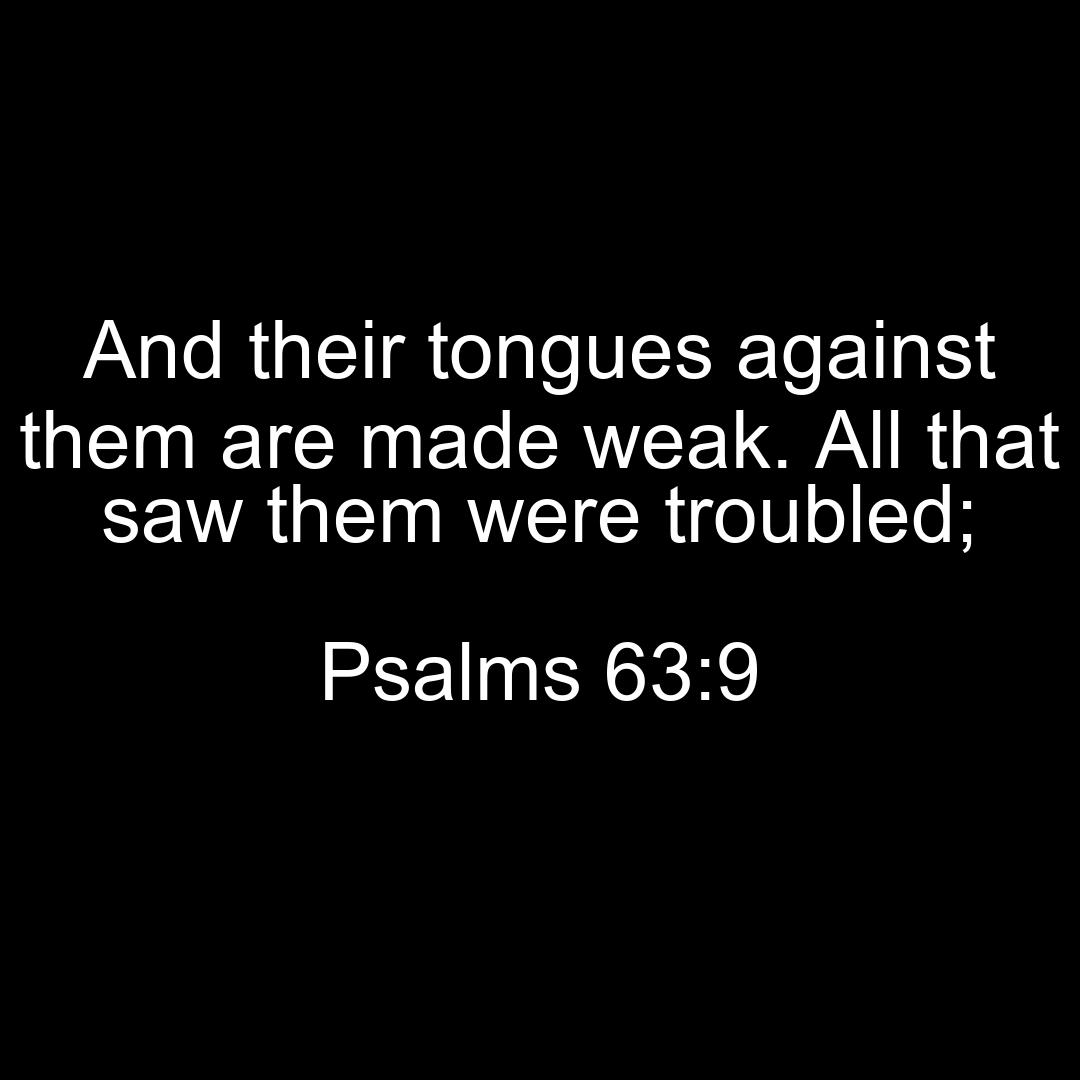 And their tongues against
them are made weak. All that
saw them were troubled;
Psalms 63:9